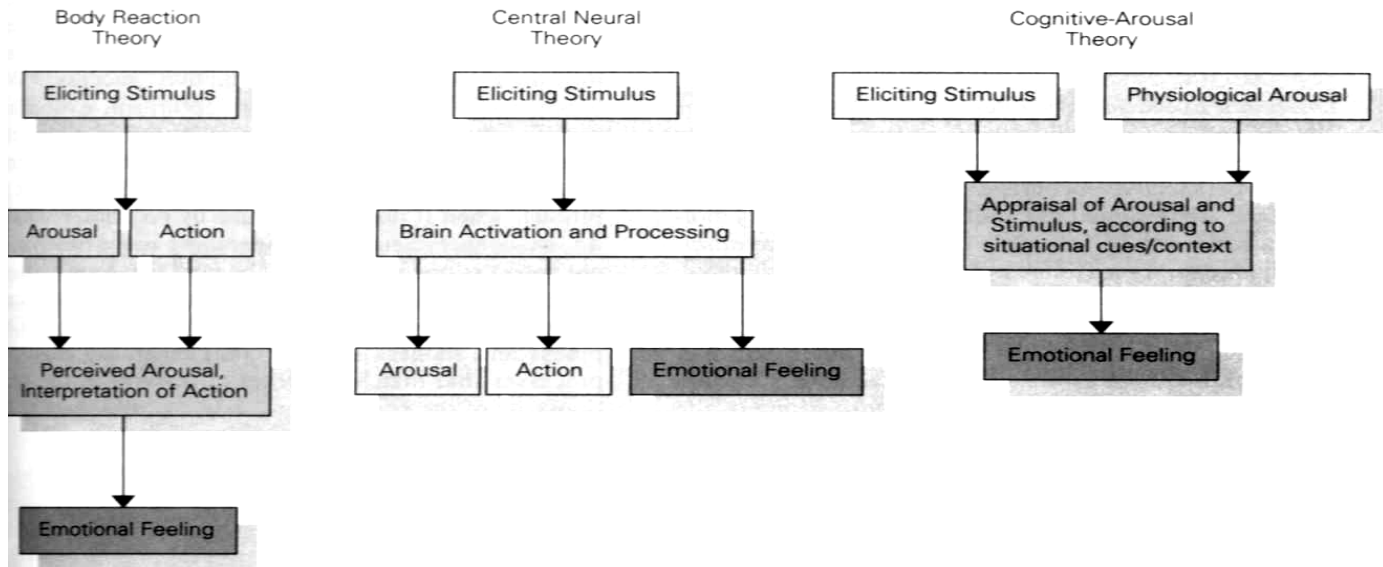 Body Reaction
Theory
Eliciting Stimulus
Arousal
Action
Perceived Arousal,
Interpretation of Action
Emotional Feeling
Central Neural
Theory
Eliciting Stimulus
Brain Activation and Processing
Arousal
Action
Emotional Feeling
Cognitive-Arousal
Theory
Eliciting Stimulus
Physiological Arousal
Appraisal of Arousal and
Stimulus, according to
situational cues/context
Emotional Feeling